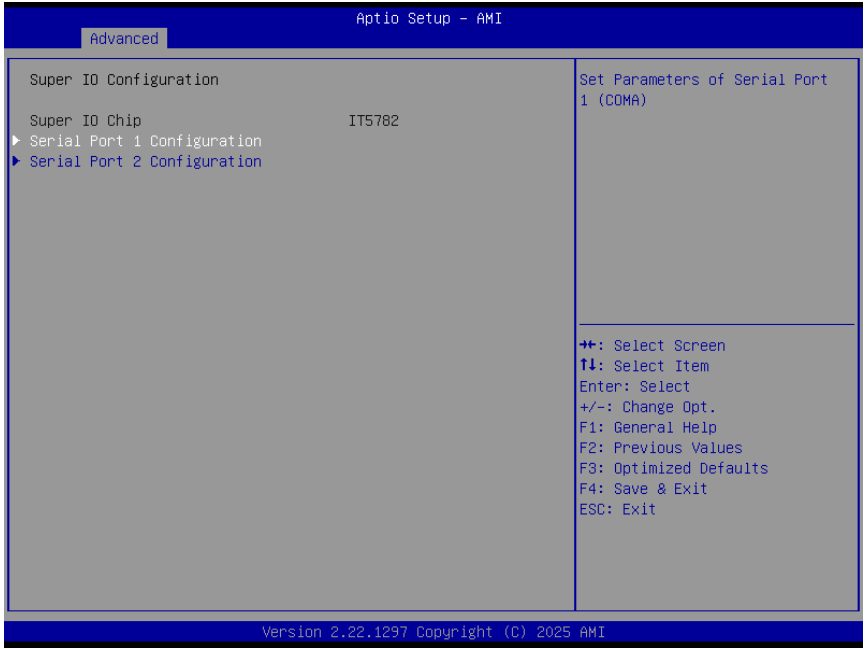 Aptio Setup – AMI
Advanced
Super IO Configuration
Super IO Chip IT5782
Serial Port 1 Configuration
Serial Port 2 Configuration
Set Parameters of Serial Port
1 (COMA)
→←: Select Screen
↑↓: Select Item
Enter: Select
+/-: Change Opt.
F1: General Help
F2: Previous Values
F3: Optimized Defaults
F4: Save & Exit
ESC: Exit
Version 2.22.1297 Copyright (C) 2025 AMI